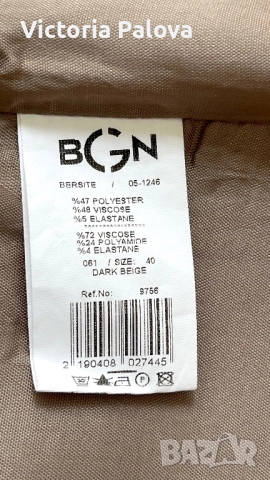 Victoria Palova
BGN
BERSITE / 05-1246
%47 POLYESTER
%48 VISCOSE
%5 ELASTANE
%72 VISCOSE
%24 POLYAMIDE
%4 ELASTANE
061 / SIZE: 40
DARK BEIGE
Ref.No: 9756
2 190408 027445
BAZAR